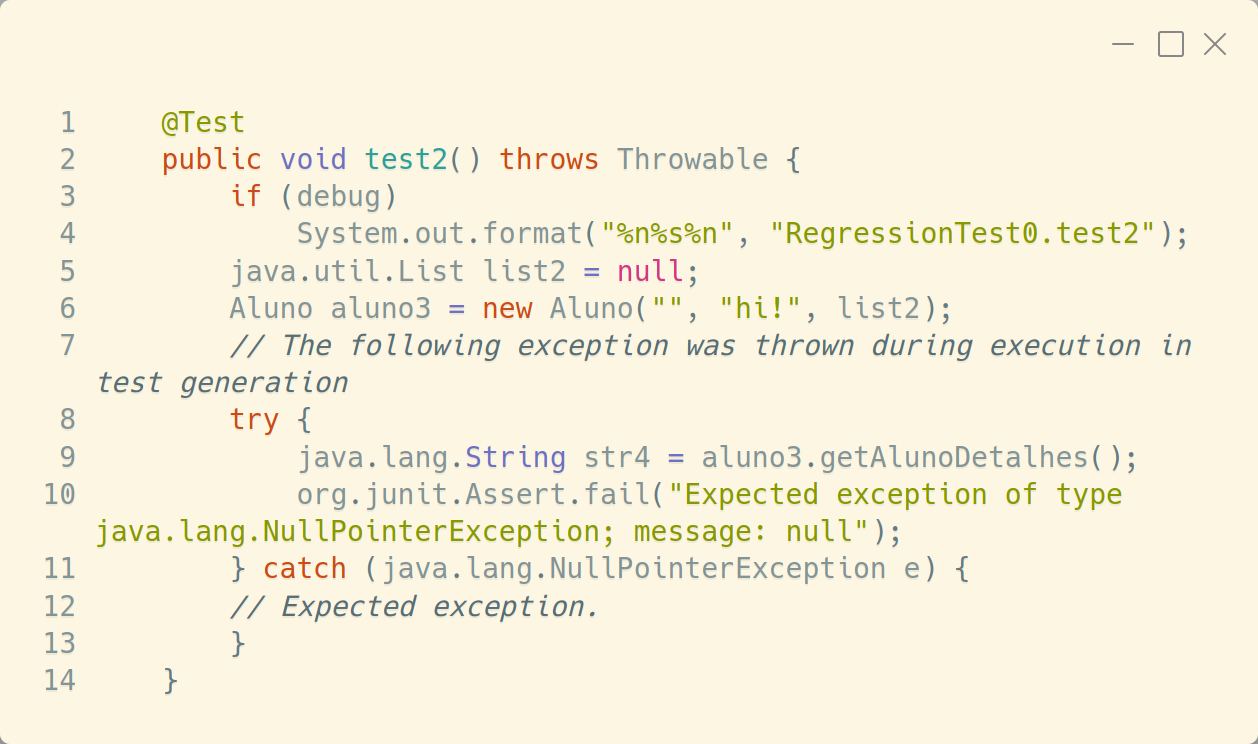 1 @Test
2 public void test2() throws Throwable {
3 if (debug)
4 System.out.format("%n%s%n", "RegressionTest0.test2");
5 java.util.List list2 = null;
6 Aluno aluno3 = new Aluno("", "hi!", list2);
7 // The following exception was thrown during execution in
test generation
8 try {
9 java.lang.String str4 = aluno3.getAlunoDetalhes();
10 org.junit.Assert.fail("Expected exception of type
java.lang.NullPointerException; message: null");
11 } catch (java.lang.NullPointerException e) {
12 // Expected exception.
13 }
14 }